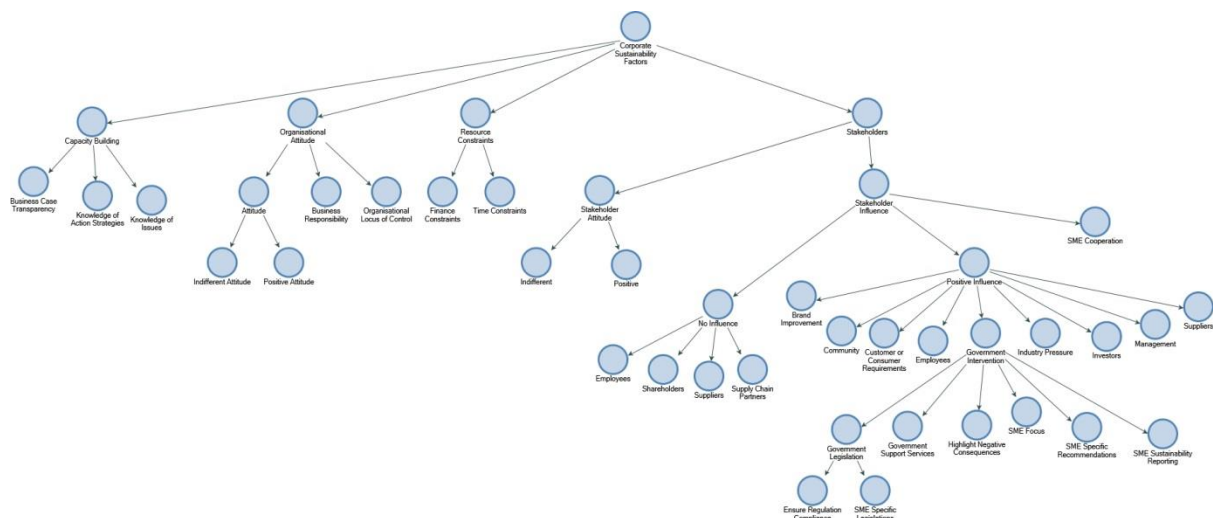 Corporate
Sustainability
Factors
Capacity Building
Organisational
Attitude
Resource
Constraints
Stakeholders
Business Case
Transparency
Knowledge of
Action Strategies
Knowledge of
Issues
Attitude
Business
Responsibility
Organisational
Locus of Control
Finance
Constraints
Time Constraints
Stakeholder
Attitude
Stakeholder
Influence
SME Cooperation
Indifferent Attitude
Positive Attitude
Indifferent
Positive
No Influence
Positive Influence
Brand
Improvement
Community
Customer or
Consumer
Requirements
Employees
Government
Intervention
Industry Pressure
Investors
Management
Suppliers
Employees
Shareholders
Suppliers
Supply Chain
Partners
Government
Legislation
Government
Support Services
Highlight Negative
Consequences
SME Focus
SME Specific
Recommendations
SME Sustainability
Reporting
Ensure Regulation
Compliance
SME Specific
Legislations